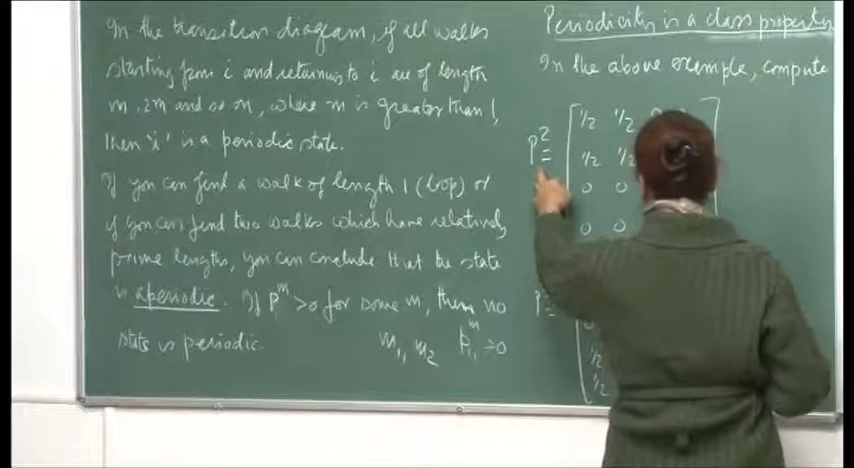 In the transition diagram, if all walks
starting from i and returning to i are of length
m, 2m and so on, where m is greater than 1,
then 'i' is a periodic state.
If you can find a walk of length 1 (loop) or
if you can find two walks which have relatively
prime lengths, you can conclude that the state
is aperiodic. If P^m >0 for some m, then no
state is periodic.
m₁, m₂
>0
Periodicity is a class property
In the above example, compute
P² =
1/2 1/2
1/2 1/2
0 0
0 0
P =
1/2
1/2